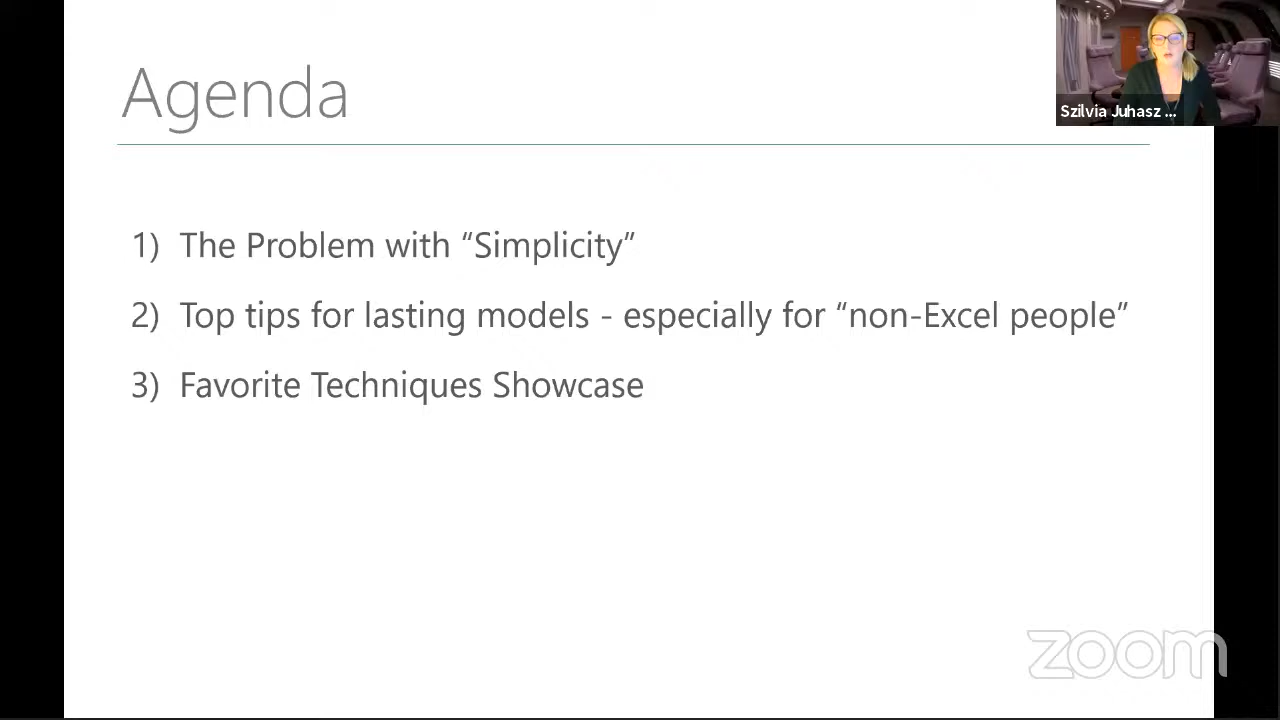 Agenda
Szilvia Juhasz ...
1) The Problem with “Simplicity”
2) Top tips for lasting models - especially for “non-Excel people”
3) Favorite Techniques Showcase
zoom